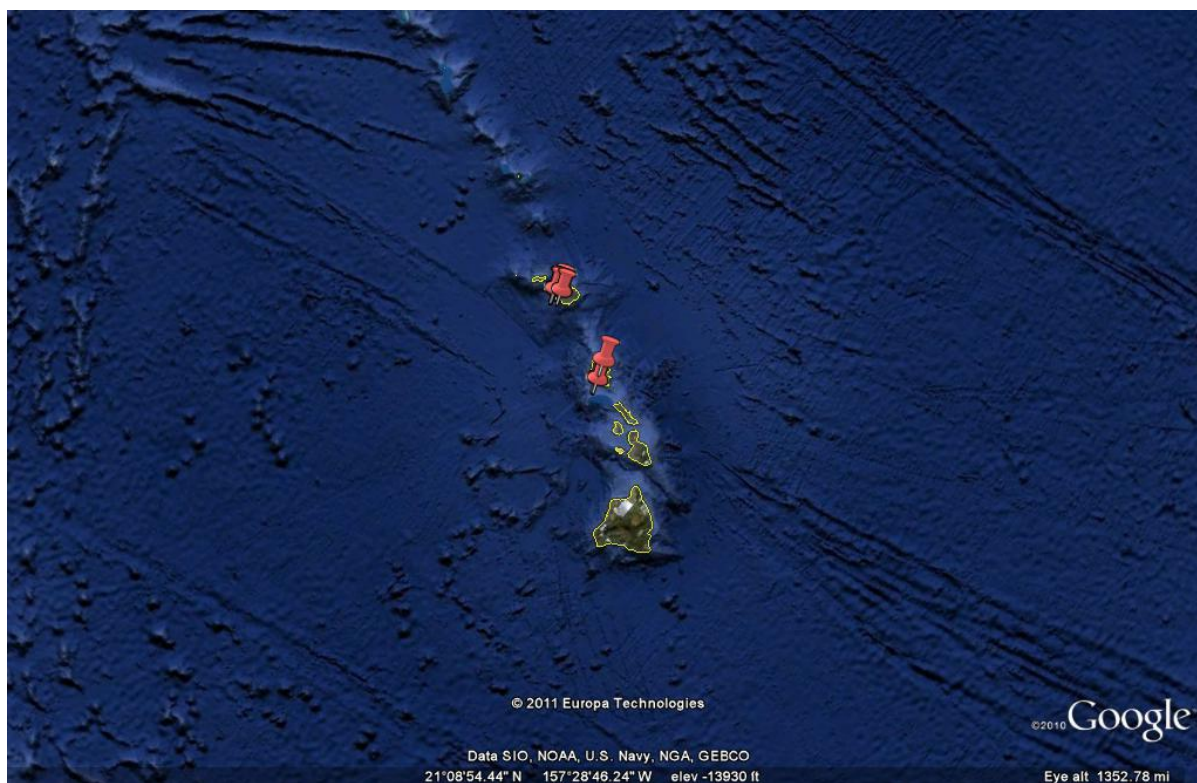 © 2011 Europa Technologies
©2010 Google
Data SIO, NOAA, U.S. Navy, NGA, GEBCO
21°08'54.44" N 157°28'46.24" W elev -13930 ft Eye alt 1352.78 mi